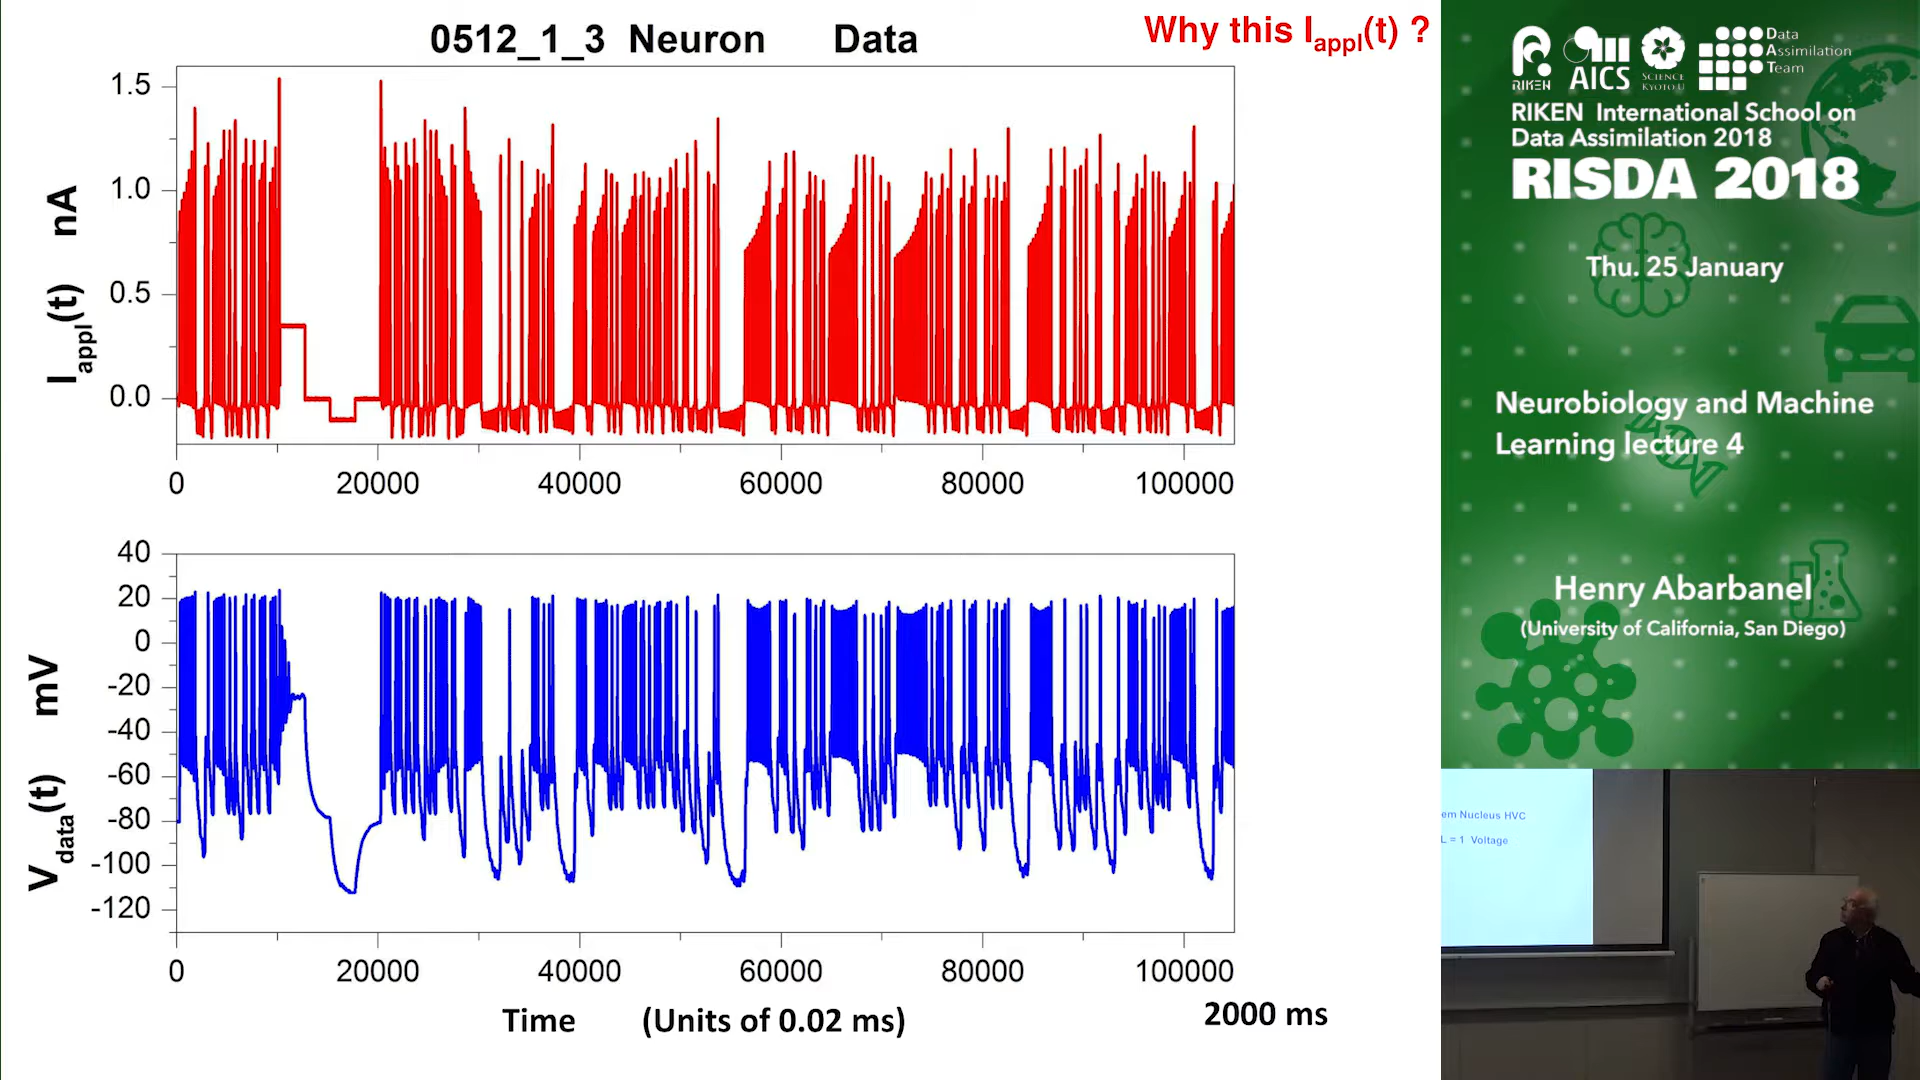 0512_1_3 Neuron Data
Why this Iappl(t) ?
Iappl(t) nA
1.5
1.0
0.5
0.0
0 20000 40000 60000 80000 100000
Vdata(t) mV
40
20
0
-20
-40
-60
-80
-100
-120
0 20000 40000 60000 80000 100000
Time (Units of 0.02 ms)
2000 ms
RIKEN
AICS
SCIENCE
KYOTO U
Data
Assimilation
Team
RIKEN International School on
Data Assimilation 2018
RISDA 2018
Thu. 25 January
Neurobiology and Machine
Learning lecture 4
Henry Abarbanel
(University of California, San Diego)
em Nucleus HVC
L = 1 Voltage